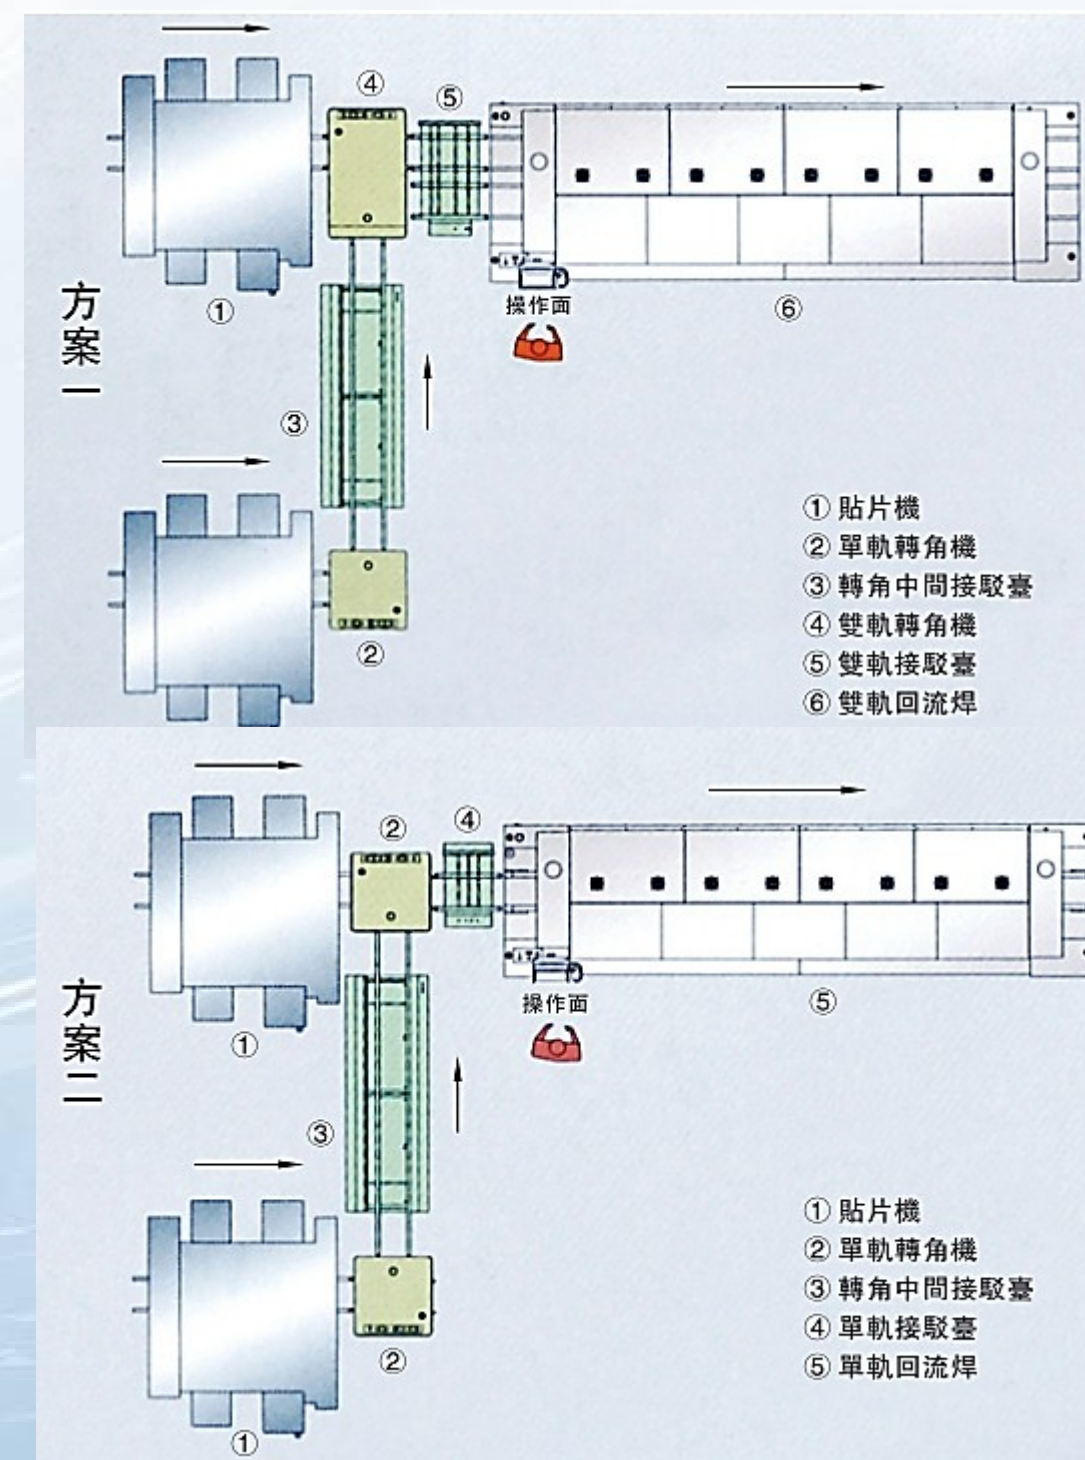 ④
⑤
方案一
①
操作面
⑥
③
②
① 貼片機
② 單軌轉角機
③ 轉角中間接駁臺
④ 雙軌轉角機
⑤ 雙軌接駁臺
⑥ 雙軌回流焊
②
④
方案二
①
操作面
⑤
③
②
①
① 貼片機
② 單軌轉角機
③ 轉角中間接駁臺
④ 單軌接駁臺
⑤ 單軌回流焊